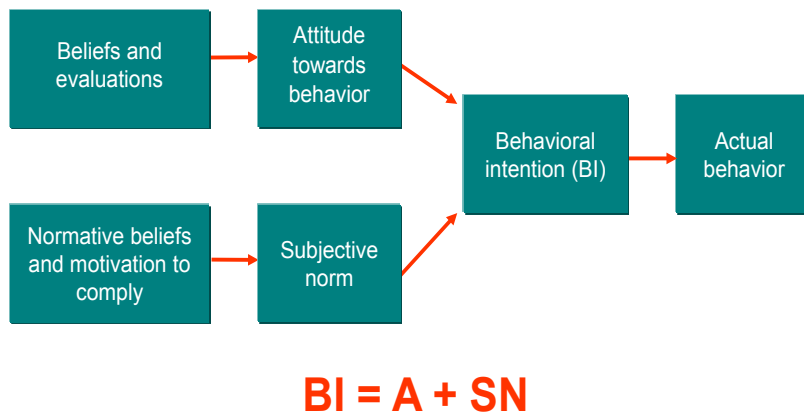 Beliefs and
evaluations
Attitude
towards
behavior
Behavioral
intention (BI)
Actual
behavior
Normative beliefs
and motivation to
comply
Subjective
norm
BI = A + SN